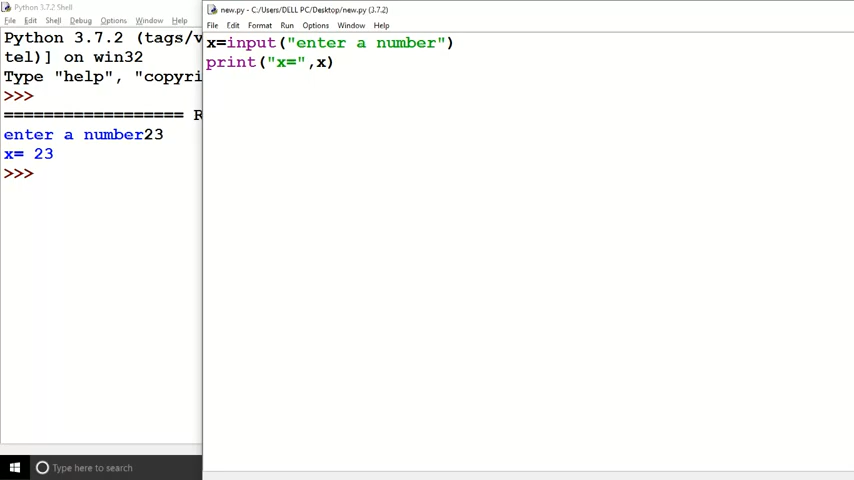 Python 3.7.2 Shell
File Edit Shell Debug Options Window Help
Python 3.7.2 (tags/v
tel)] on win32
Type "help", "copyri
>>>
================== R
enter a number23
x= 23
>>>
new.py - C:/Users/DELL PC/Desktop/new.py (3.7.2)
File Edit Format Run Options Window Help
x=input("enter a number")
print("x=",x)
Type here to search